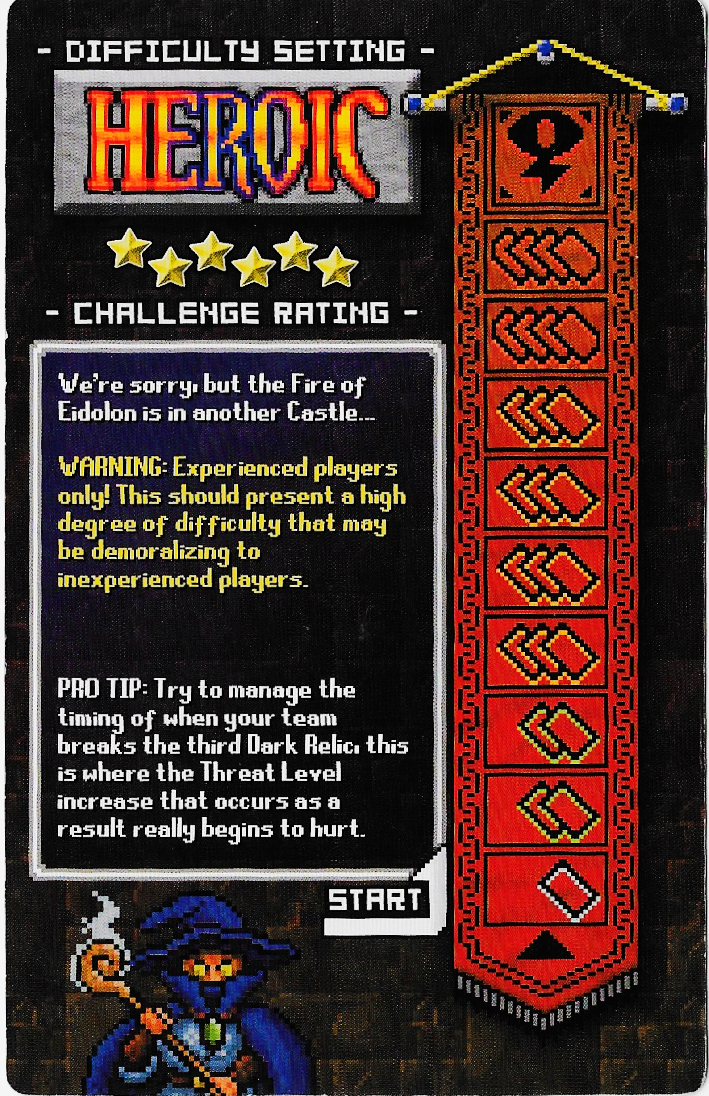 - DIFFICULTY SETTING -
HEROIC
- CHALLENGE RATING -
We're sorry, but the Fire of
Eidolon is in another Castle...
WARNING: Experienced players
only! This should present a high
degree of difficulty that may
be demoralizing to
inexperienced players.
PRO TIP: Try to manage the
timing of when your team
breaks the third Dark Relic, this
is where the Threat Level
increase that occurs as a
result really begins to hurt.
START